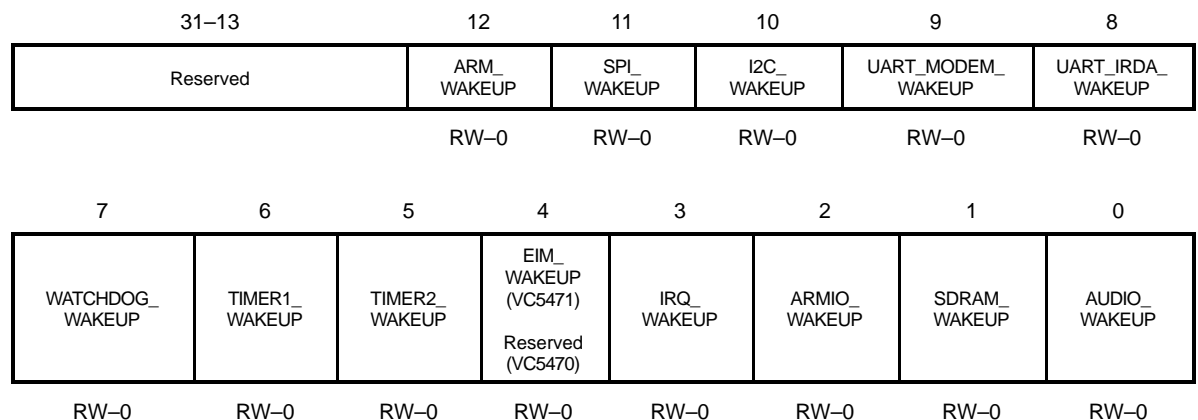 31–13 12 11 10 9 8
Reserved ARM_ WAKEUP SPI_ WAKEUP I2C_ WAKEUP UART_MODEM_ WAKEUP UART_IRDA_ WAKEUP
RW–0 RW–0 RW–0 RW–0 RW–0
7 6 5 4 3 2 1 0
WATCHDOG_ WAKEUP TIMER1_ WAKEUP TIMER2_ WAKEUP EIM_ WAKEUP (VC5471) Reserved (VC5470) IRQ_ WAKEUP ARMIO_ WAKEUP SDRAM_ WAKEUP AUDIO_ WAKEUP
RW–0 RW–0 RW–0 RW–0 RW–0 RW–0 RW–0 RW–0